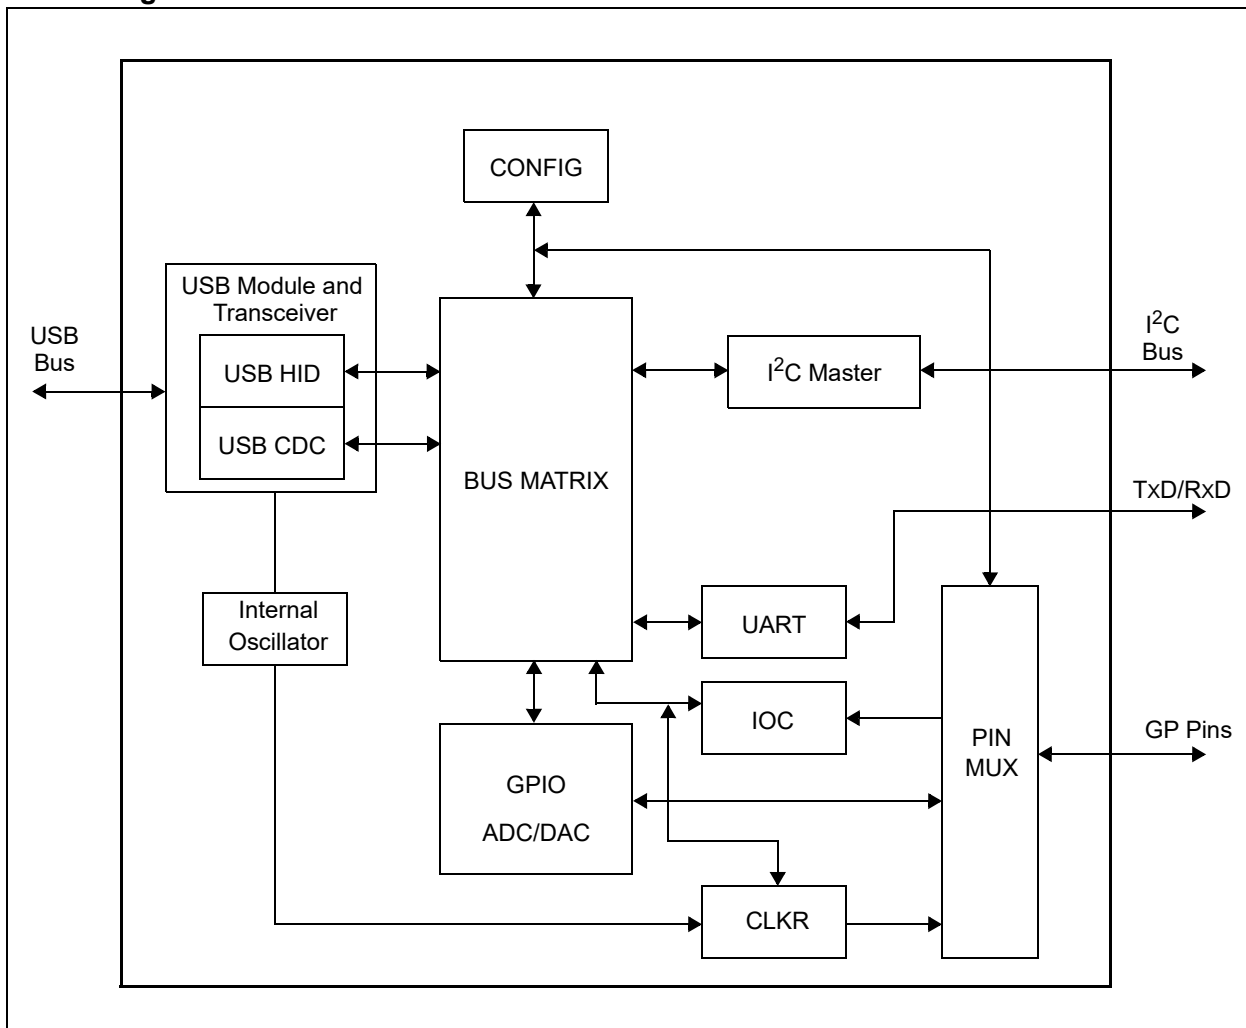 CONFIG
USB Module and
Transceiver
USB
Bus
USB HID
USB CDC
BUS MATRIX
I²C Master
I²C
Bus
TxD/RxD
Internal
Oscillator
UART
IOC
PIN
MUX
GP Pins
GPIO
ADC/DAC
CLKR